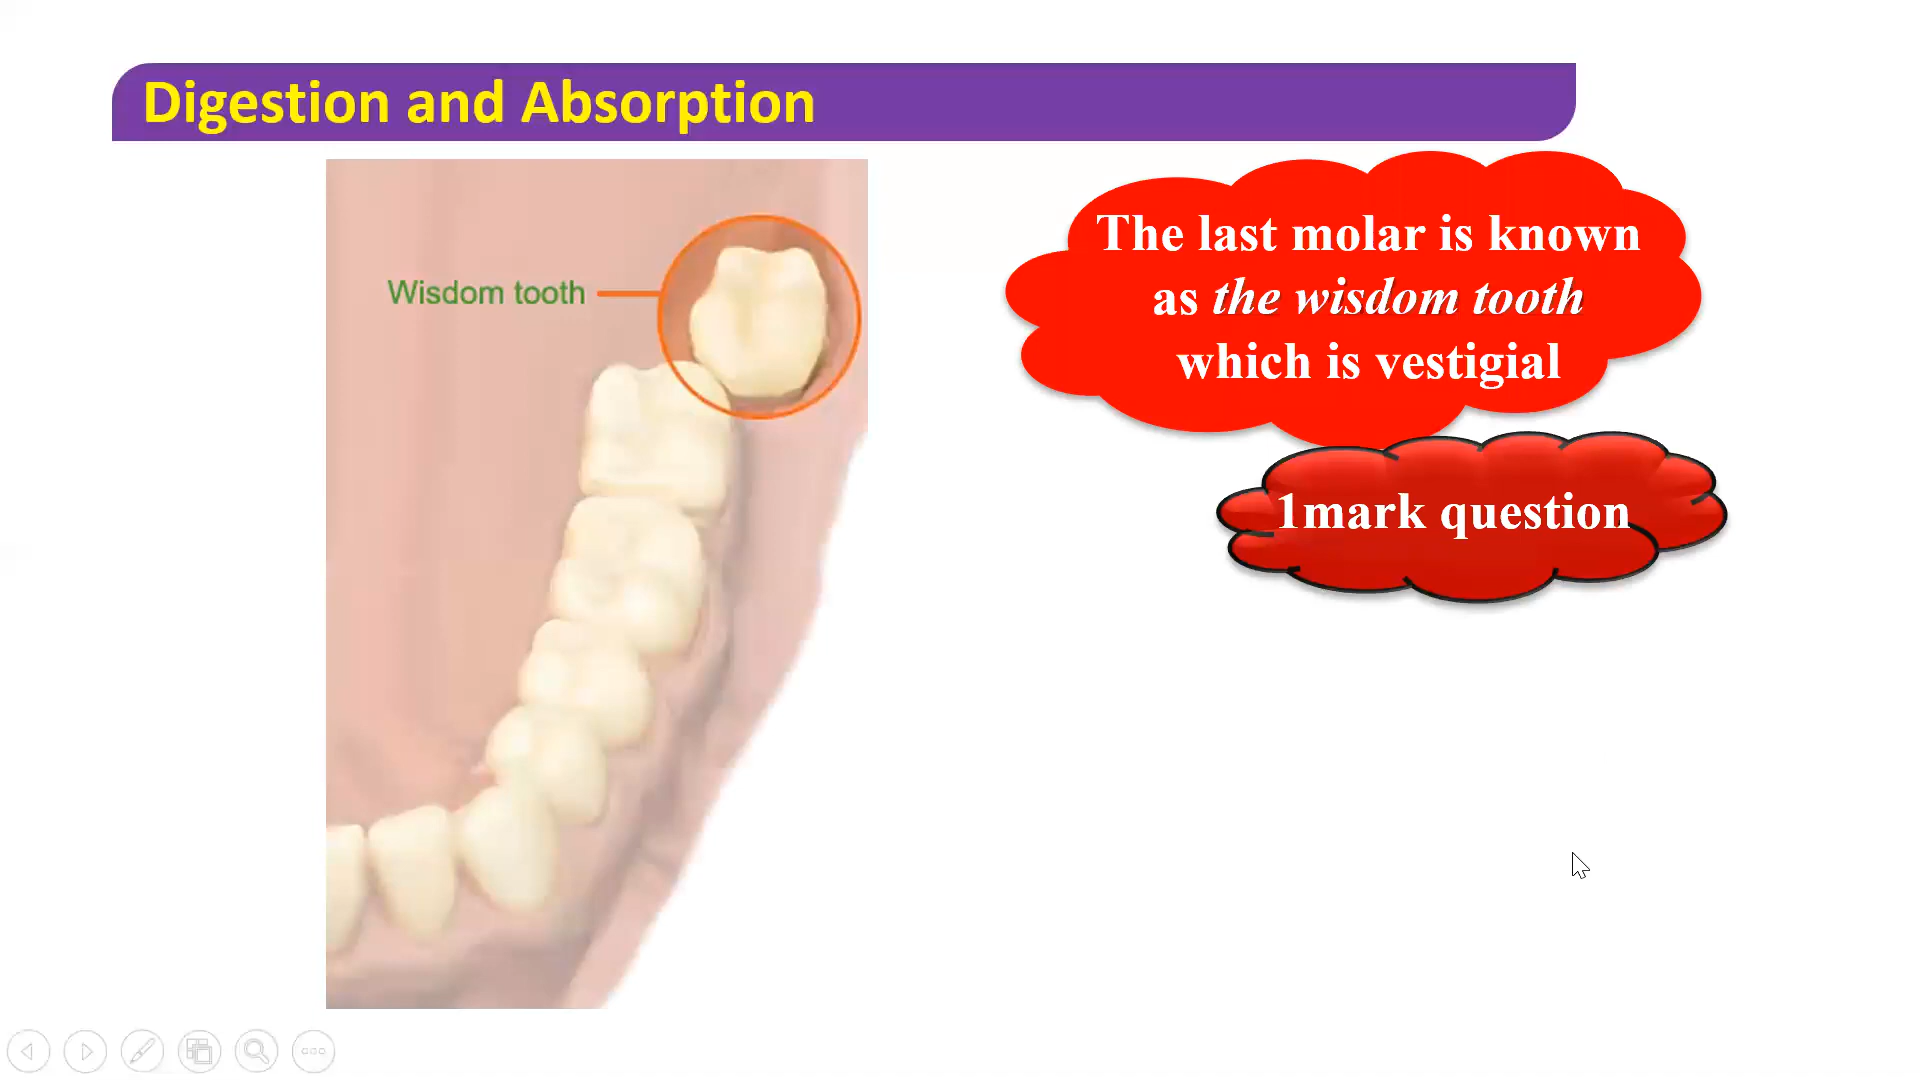 Digestion and Absorption
Wisdom tooth
The last molar is known
as the wisdom tooth
which is vestigial
1mark question